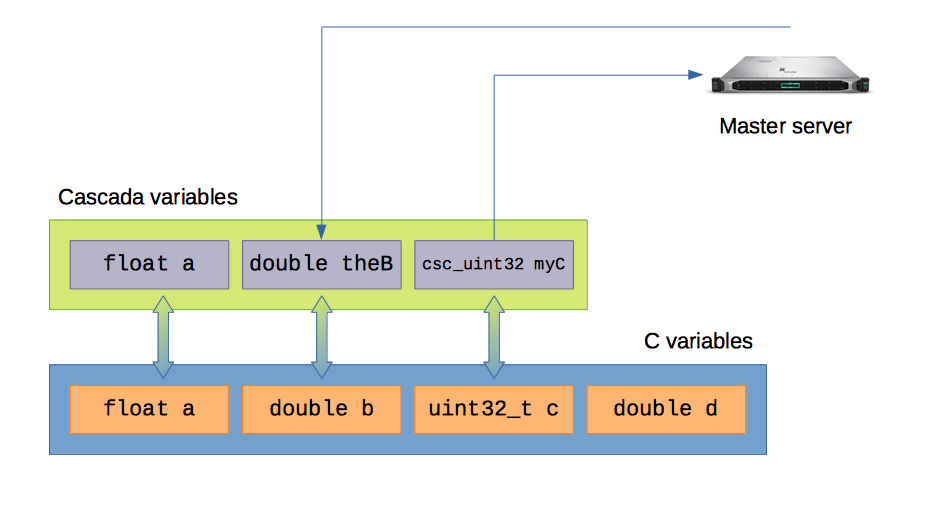 Master server
Cascada variables
float a
double theB
csc_uint32 myC
C variables
float a
double b
uint32_t c
double d